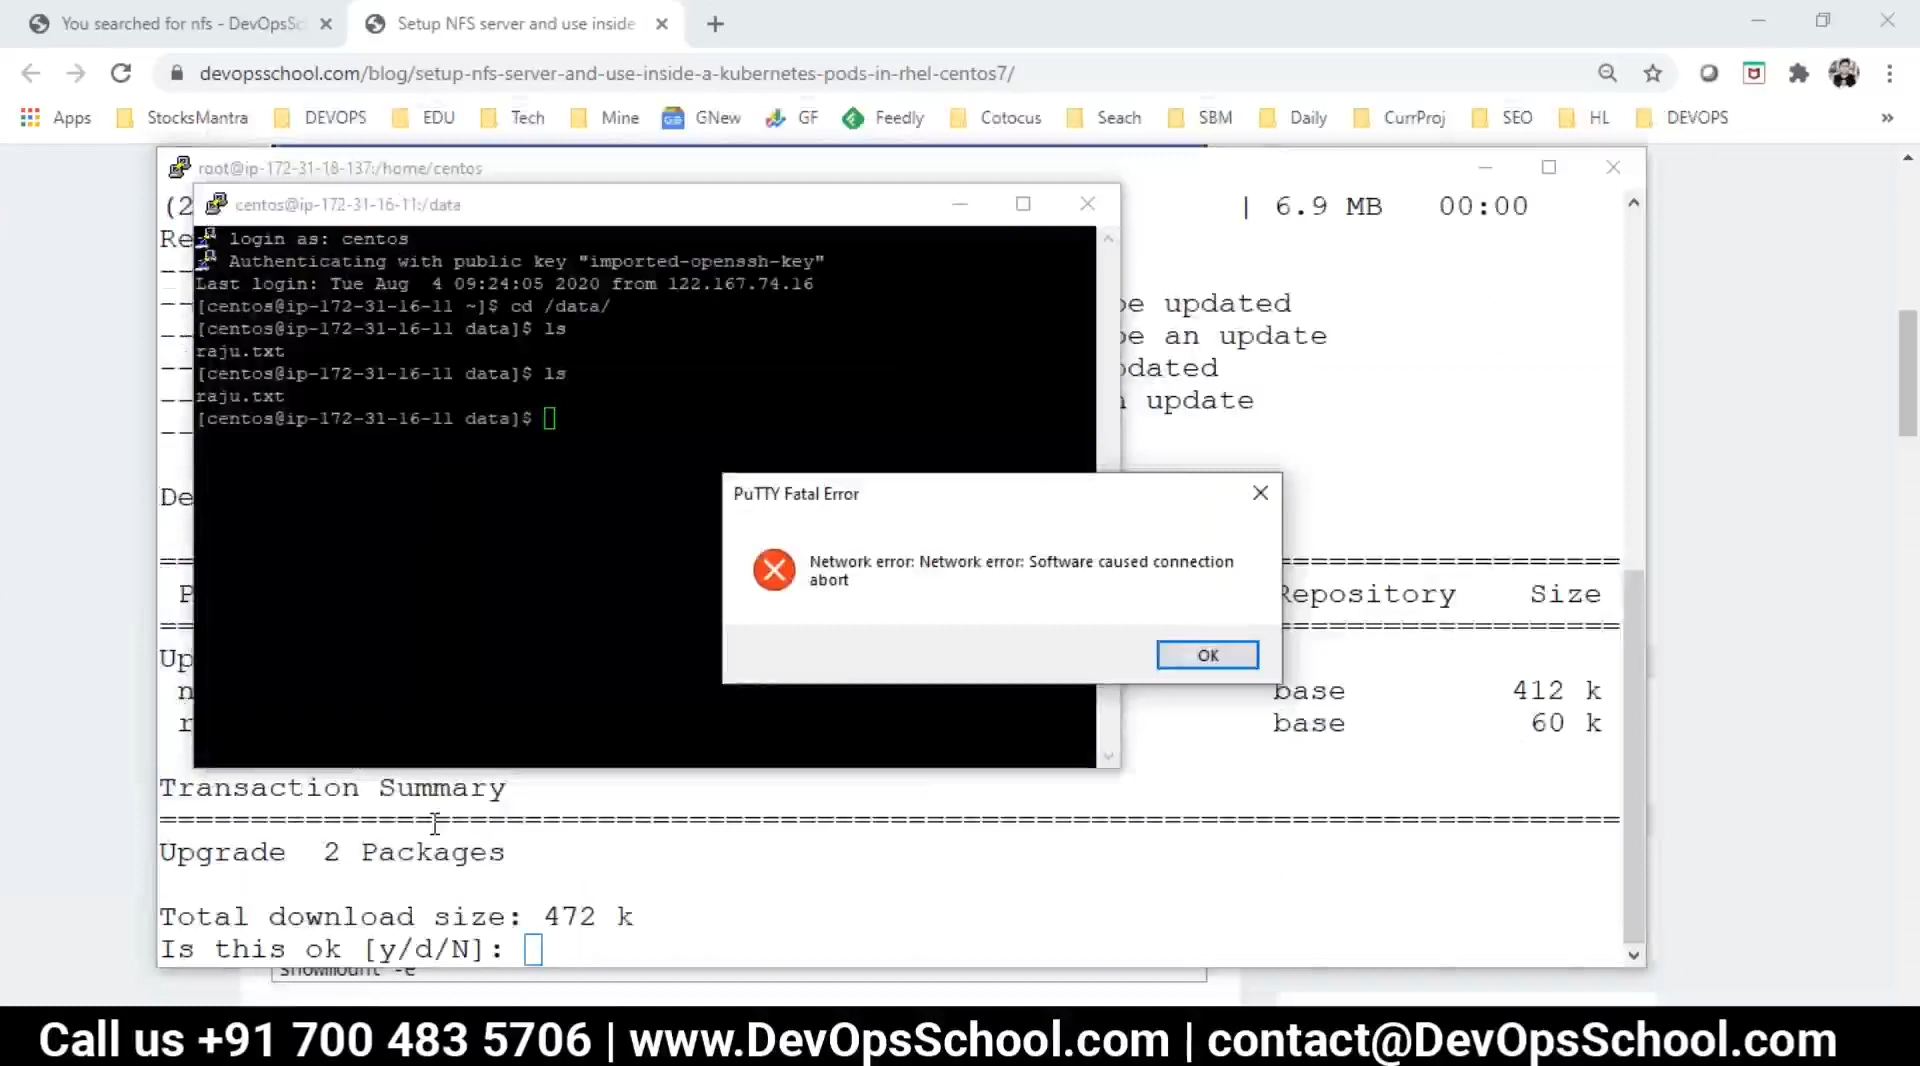 You searched for nfs - DevOpsSc
Setup NFS server and use inside
devopsschool.com/blog/setup-nfs-server-and-use-inside-a-kubernetes-pods-in-rhel-centos7/
Apps StocksMantra DEVOPS EDU Tech Mine GNew GF Feedly Cotocus Seach SBM Daily CurrProj SEO HL DEVOPS »
root@ip-172-31-18-137:/home/centos
(2 | 6.9 MB 00:00
centos@ip-172-31-16-11:/data
Re
login as: centos
Authenticating with public key "imported-openssh-key"
Last login: Tue Aug  4 09:24:05 2020 from 122.167.74.16
[centos@ip-172-31-16-11 ~]$ cd /data/
[centos@ip-172-31-16-11 data]$ ls
raju.txt
[centos@ip-172-31-16-11 data]$ ls
raju.txt
[centos@ip-172-31-16-11 data]$
be updated
be an update
pdated
update
De
PuTTY Fatal Error
Network error: Network error: Software caused connection
abort
OK
P Repository Size
Up
n base 412 k
r base 60 k
Transaction Summary
================================================================================
Upgrade  2 Packages
Total download size: 472 k
Is this ok [y/d/N]:
showmount -e
Call us +91 700 483 5706 | www.DevOpsSchool.com | contact@DevOpsSchool.com